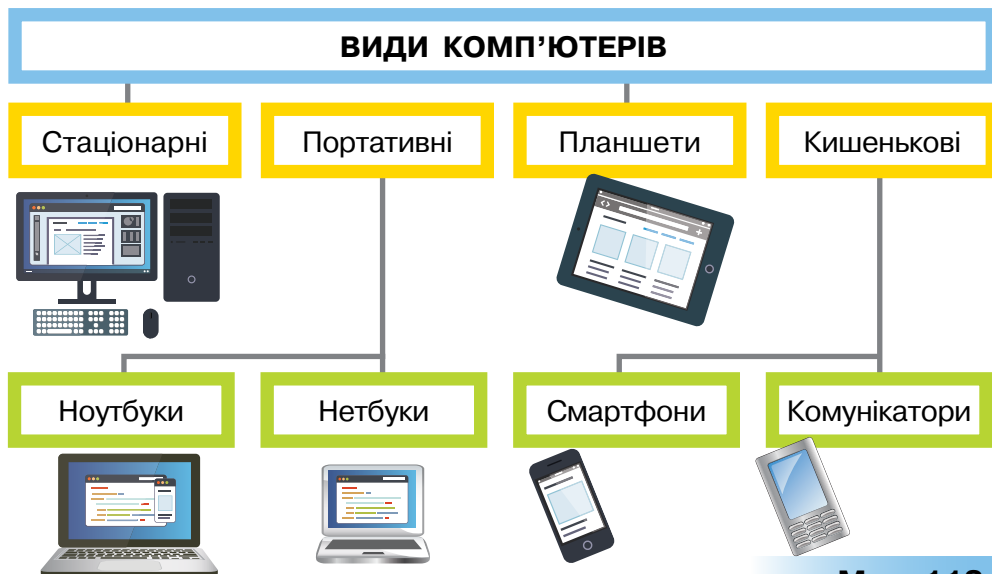 ВИДИ КОМП’ЮТЕРІВ
Стаціонарні
Портативні
Планшети
Кишенькові
Ноутбуки
Нетбуки
Смартфони
Комунікатори